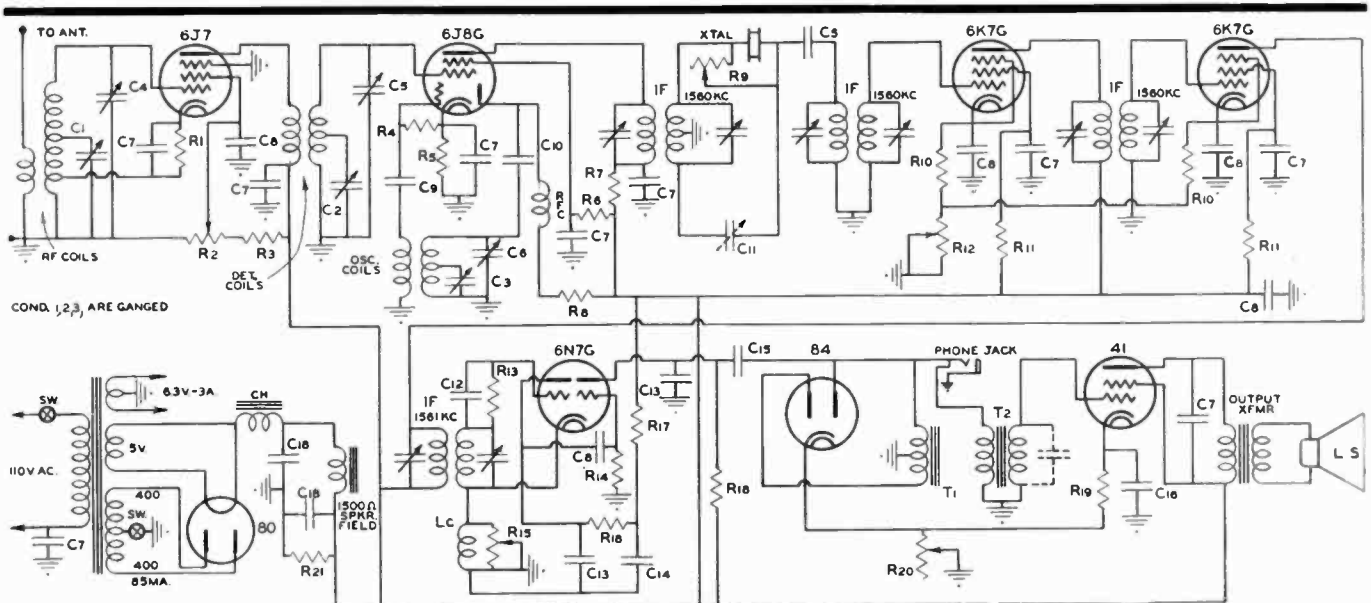 TO ANT.
6J7
6J8G
XTAL
6K7G
6K7G
C4
C5
R9
C5
C1
IF
1560KC
IF
1560KC
C7
R1
C8
R4
R5
C7
C10
R7
C7
R10
C8
C7
R10
C8
C7
C7
C2
C9
RFC
R6
C7
C11
R12
R11
R11
RF COILS
R2
R3
DET. COILS
OSC. COILS
C6
C3
R8
C8
COND. 1,2,3, ARE GANGED
6N7G
C15
84
PHONE JACK
41
SW.
6.3V.-3A.
CH
C12
R13
C13
T2
C7
OUTPUT
XFMR
110V AC.
5V.
C18
IF
1561KC
R17
C8
R14
R18
T1
R19
C16
LS
400
SW.
C18
1500Ω
SPKR.
FIELD
80
C7
400
85MA.
R21
LC
R15
R18
C13
C14
R20